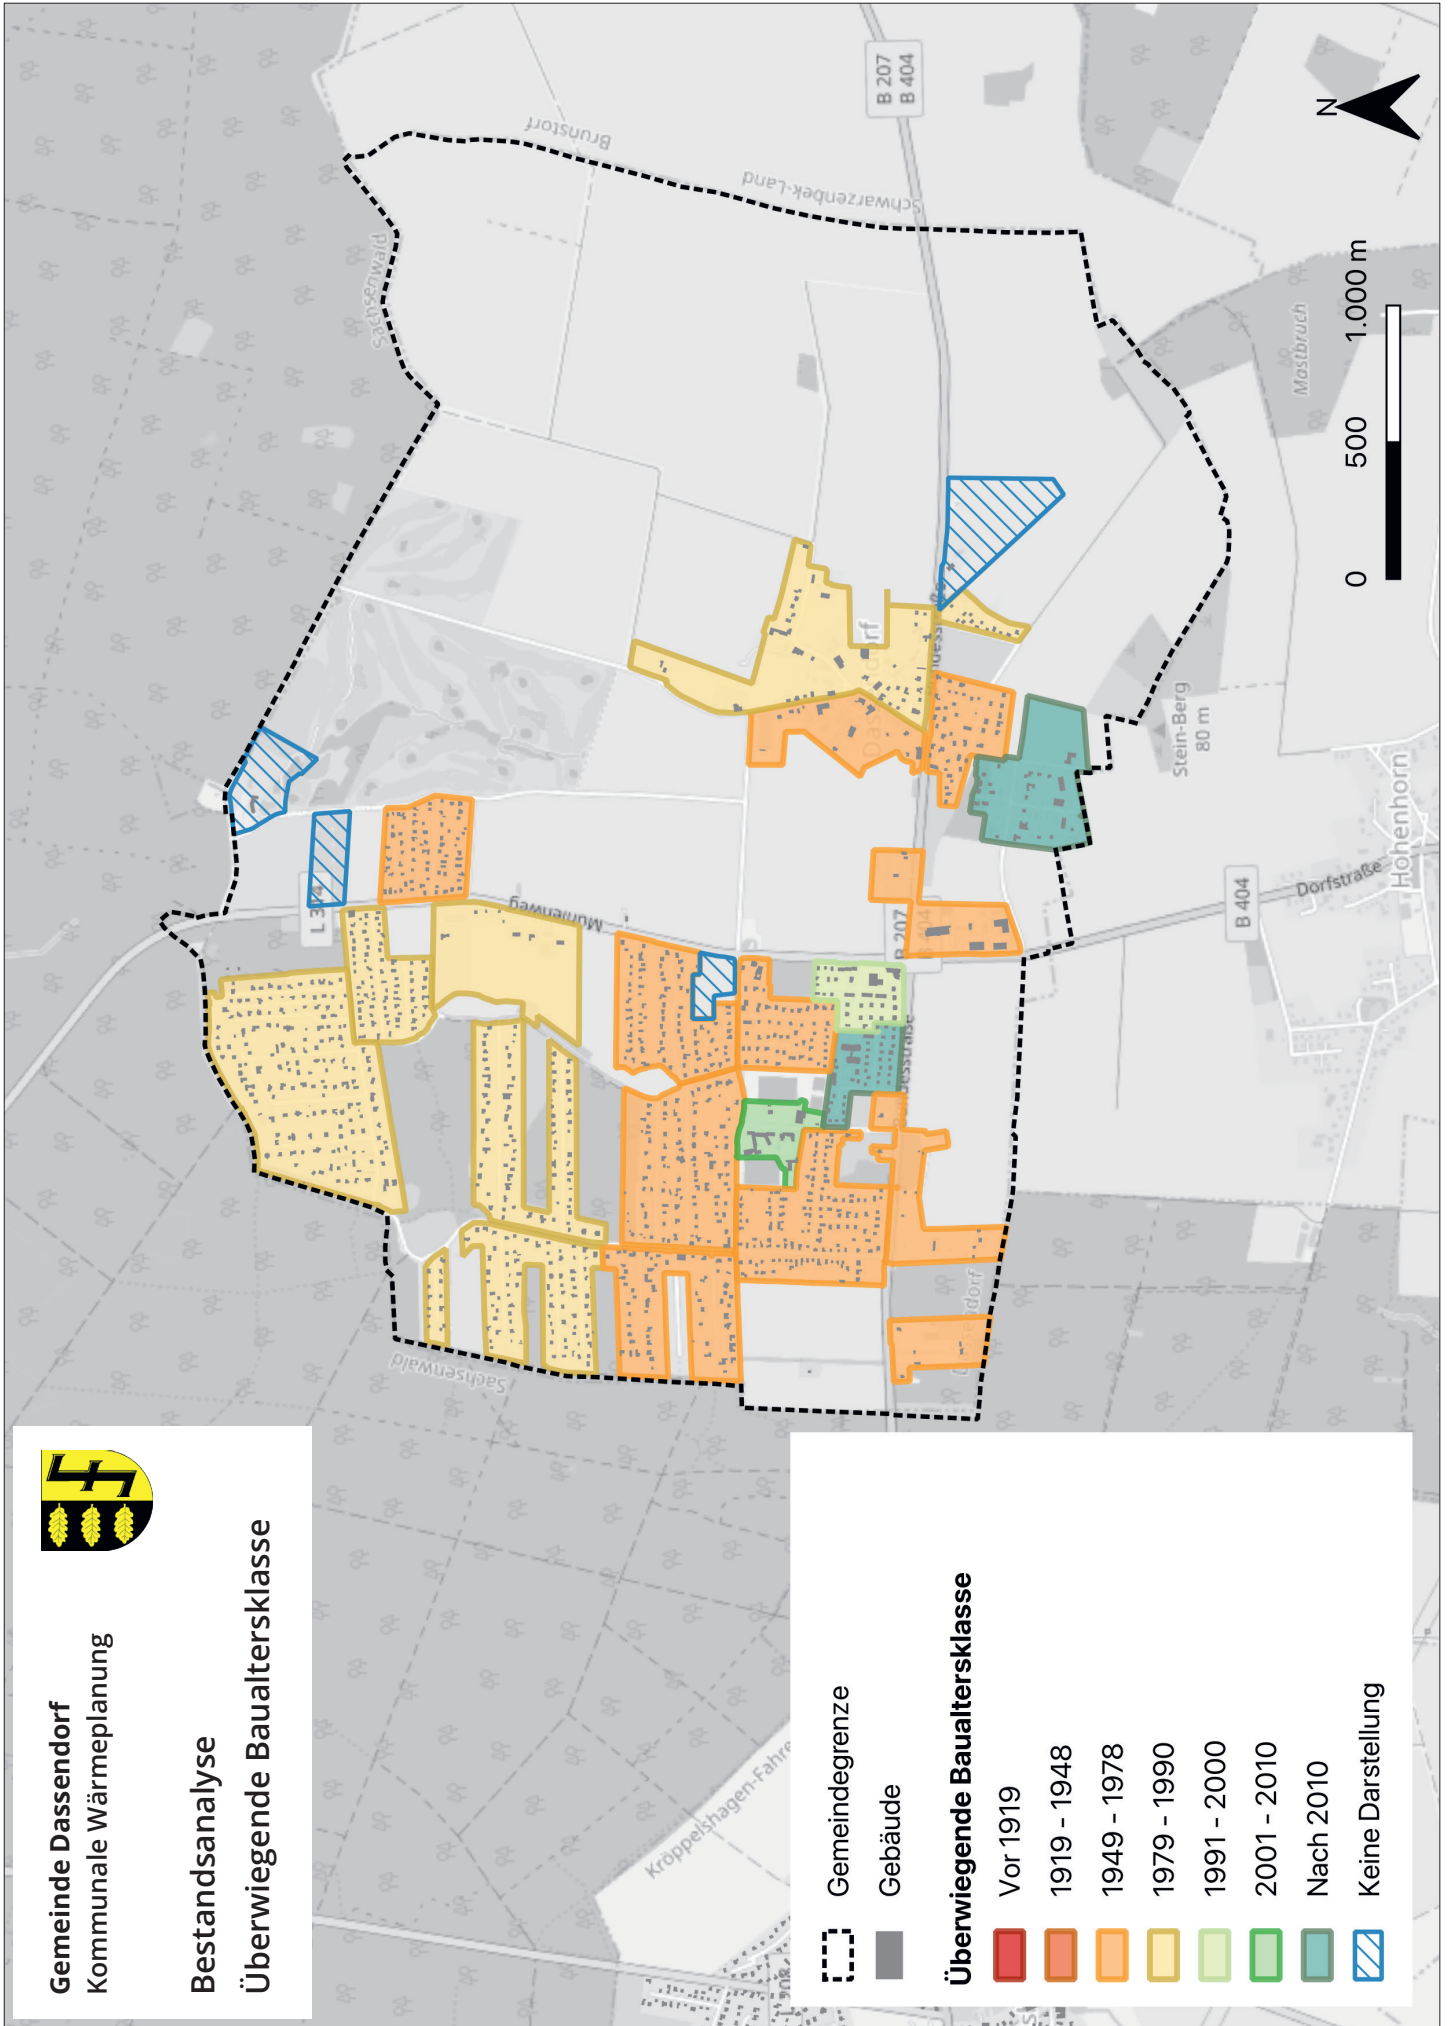 Gemeinde Dassendorf
Kommunale Wärmeplanung
Bestandsanalyse
Überwiegende Baualtersklasse
Gemeindegrenze
Gebäude
Überwiegende Baualtersklasse
Vor 1919
1919 - 1948
1949 - 1978
1979 - 1990
1991 - 2000
2001 - 2010
Nach 2010
Keine Darstellung
Kröppelshagen-Fahre
Sachsenwald
Sachsenwald
Brunstorf
Schwarzenbek-Land
B 207
B 404
Mühlenweg
B 207
Stein-Berg
80 m
Mastbruch
B 404
Dorfstraße
Hohenhorn
N
0
500
1.000 m